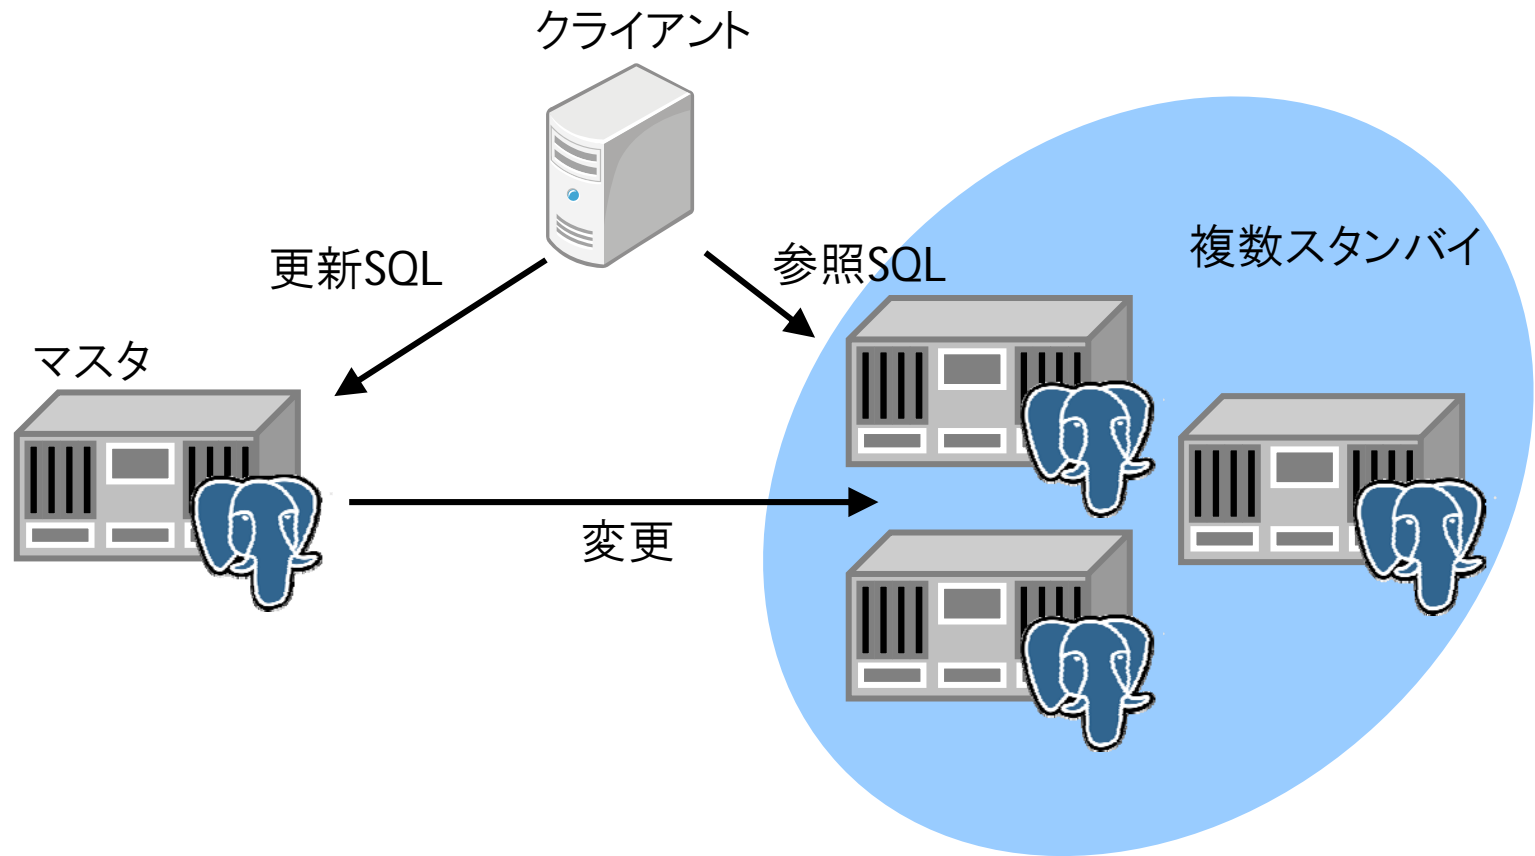 クライアント
更新SQL
参照SQL
複数スタンバイ
マスタ
変更